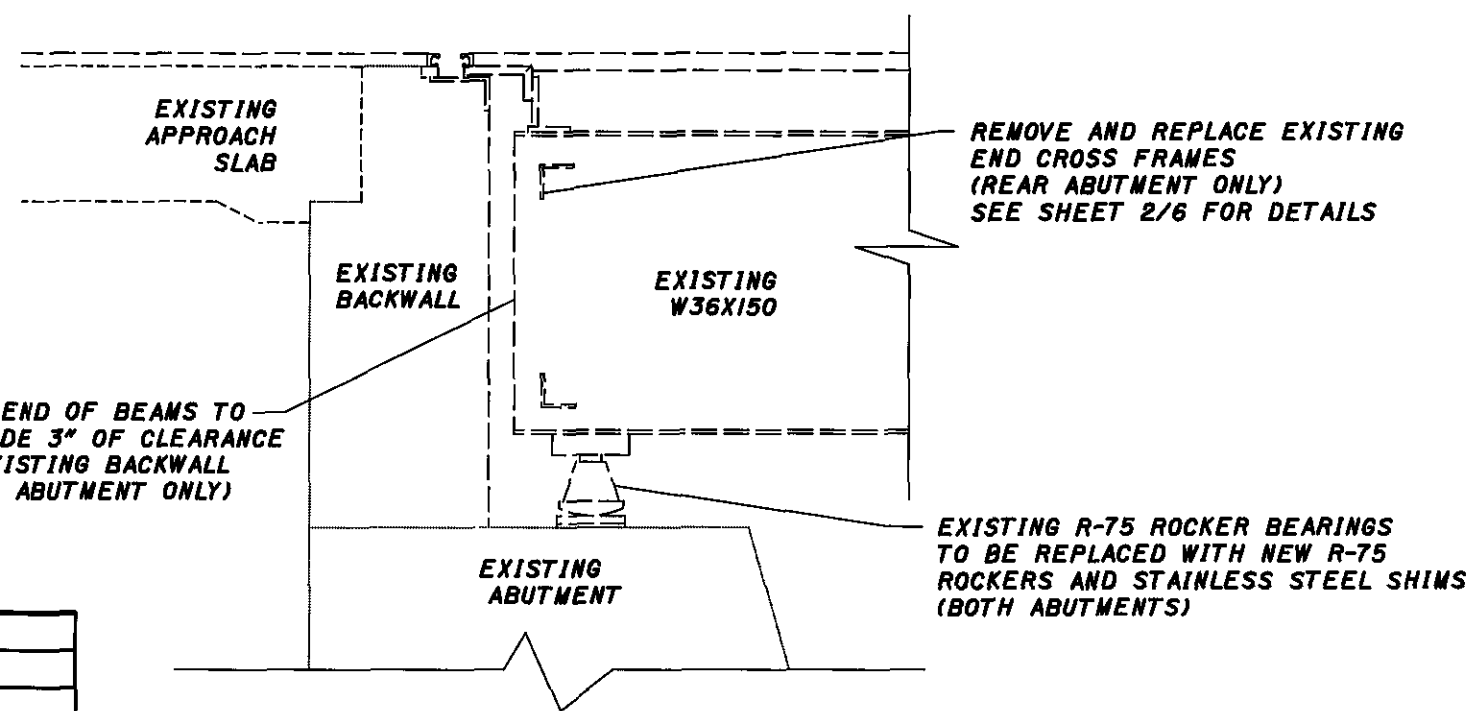 EXISTING
APPROACH
SLAB
REMOVE AND REPLACE EXISTING
END CROSS FRAMES
(REAR ABUTMENT ONLY)
SEE SHEET 2/6 FOR DETAILS
EXISTING
BACKWALL
EXISTING
W36X150
END OF BEAMS TO
DE 3" OF CLEARANCE
EXISTING BACKWALL
ABUTMENT ONLY)
EXISTING R-75 ROCKER BEARINGS
TO BE REPLACED WITH NEW R-75
ROCKERS AND STAINLESS STEEL SHIMS
(BOTH ABUTMENTS)
EXISTING
ABUTMENT